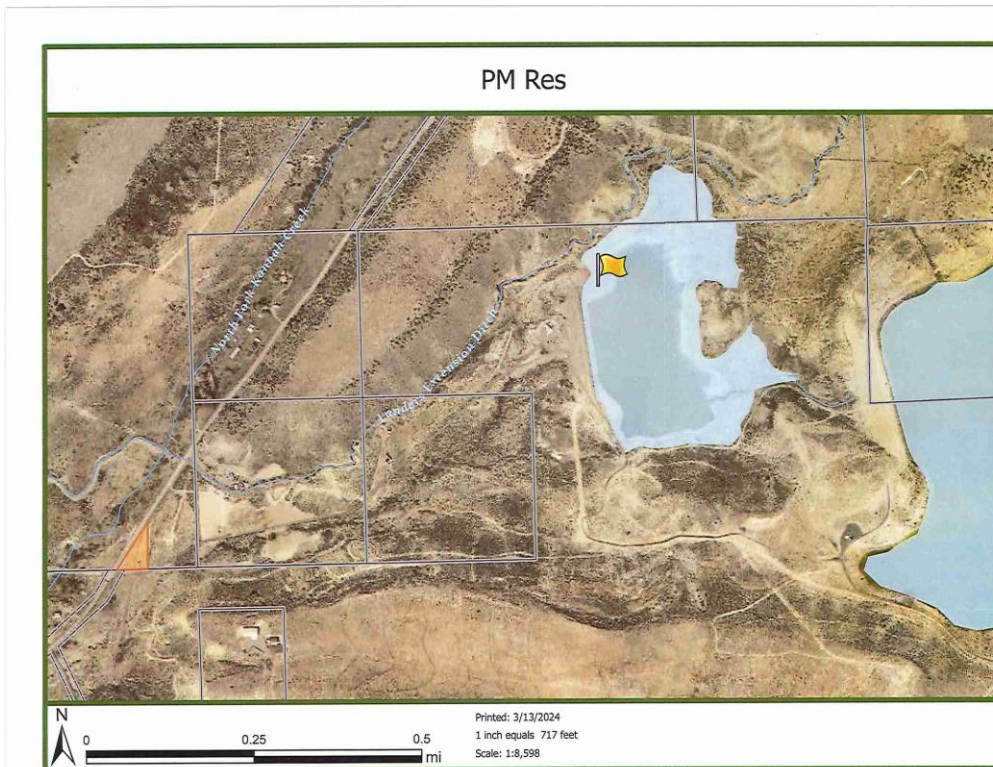 PM Res
North Fork Kannah Creek
Landers Extension Ditch
N
0 0.25 0.5
mi
Printed: 3/13/2024
1 inch equals 717 feet
Scale: 1:8,598